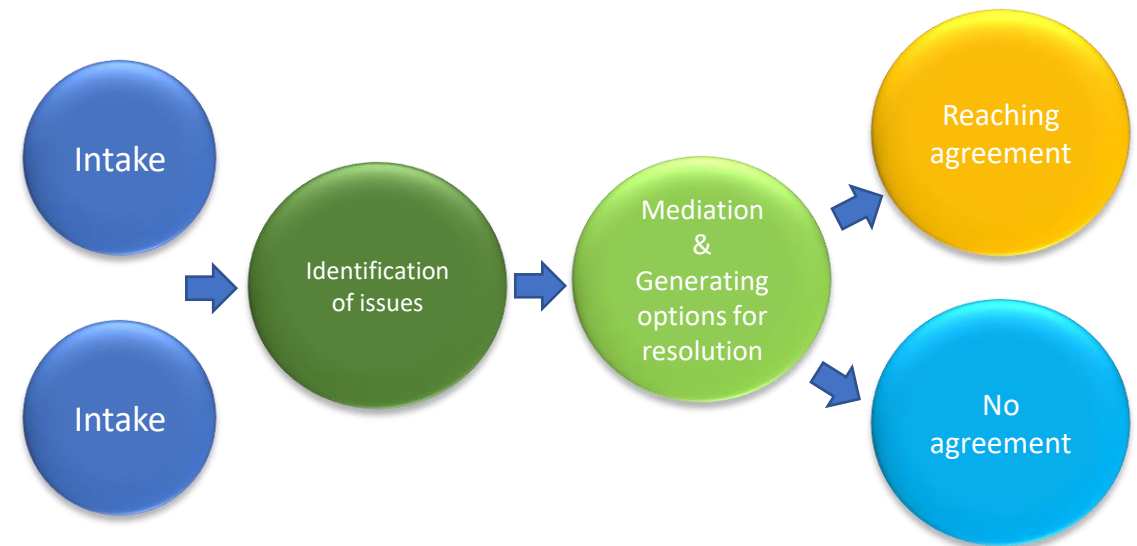 Intake
Intake
Identification
of issues
Mediation
&
Generating
options for
resolution
Reaching
agreement
No
agreement